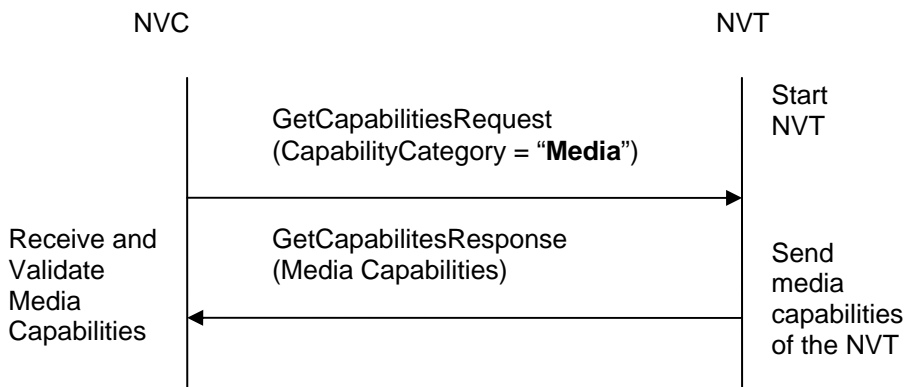 NVC
NVT
Start
NVT
GetCapabilitiesRequest
(CapabilityCategory = “Media”)
Receive and
Validate
Media
Capabilities
GetCapabilitesResponse
(Media Capabilities)
Send
media
capabilities
of the NVT